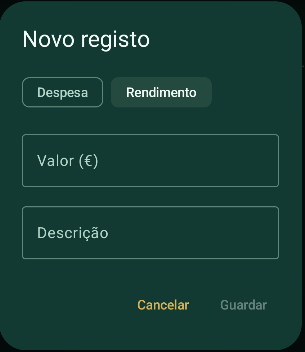 Novo registo
Despesa Rendimento
Valor (€)
Descrição
Cancelar Guardar